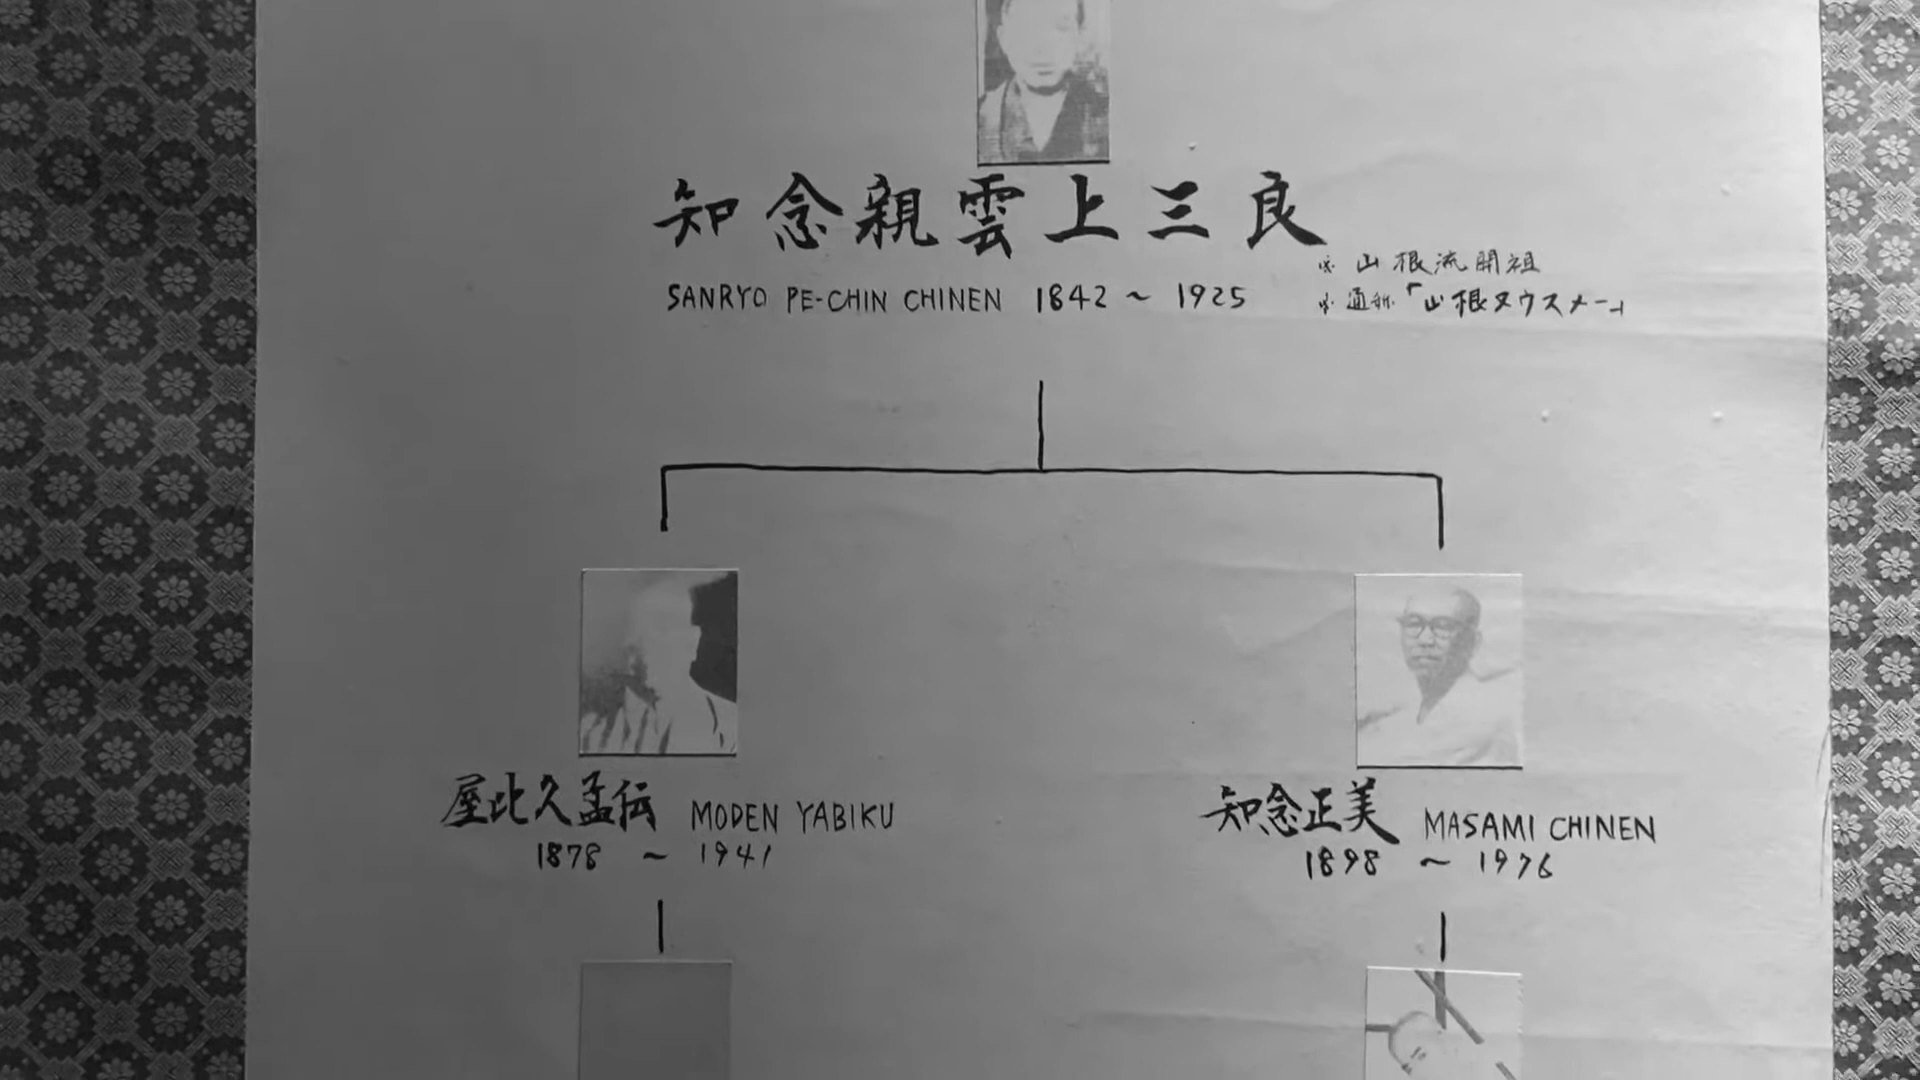 知念親雲上三良
SANRYO PE-CHIN CHINEN 1842 ~ 1925
※ 山根流開祖
※ 通称「山根ヌウスメー」
屋比久孟伝 MODEN YABIKU
1878 ~ 1941
知念正美 MASAMI CHINEN
1898 ~ 1976